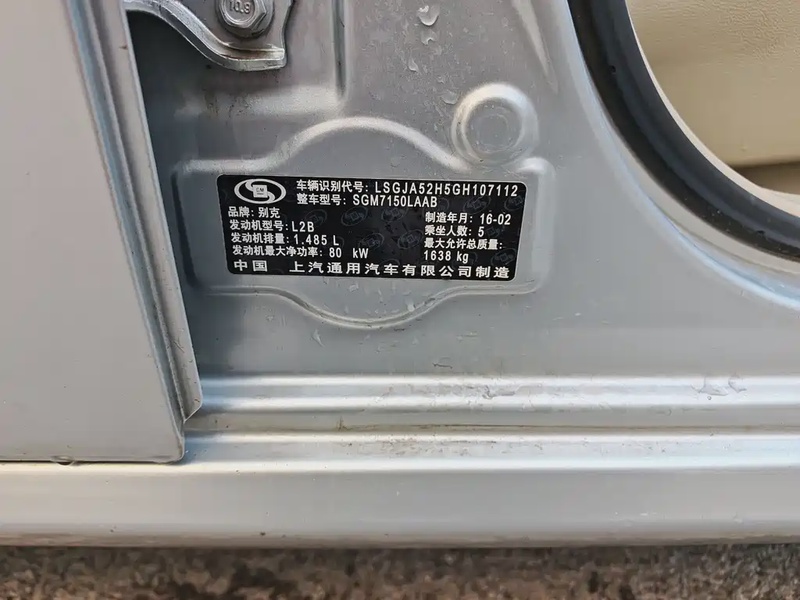 10.9
车辆识别代号: LSGJA52H5GH107112
整车型号: SGM7150LAAB
品牌: 别克 制造年月: 16-02
发动机型号: L2B 乘坐人数: 5
发动机排量: 1.485 L 最大允许总质量:
发动机最大净功率: 80 kW 1638 kg
中国 上汽通用汽车有限公司制造